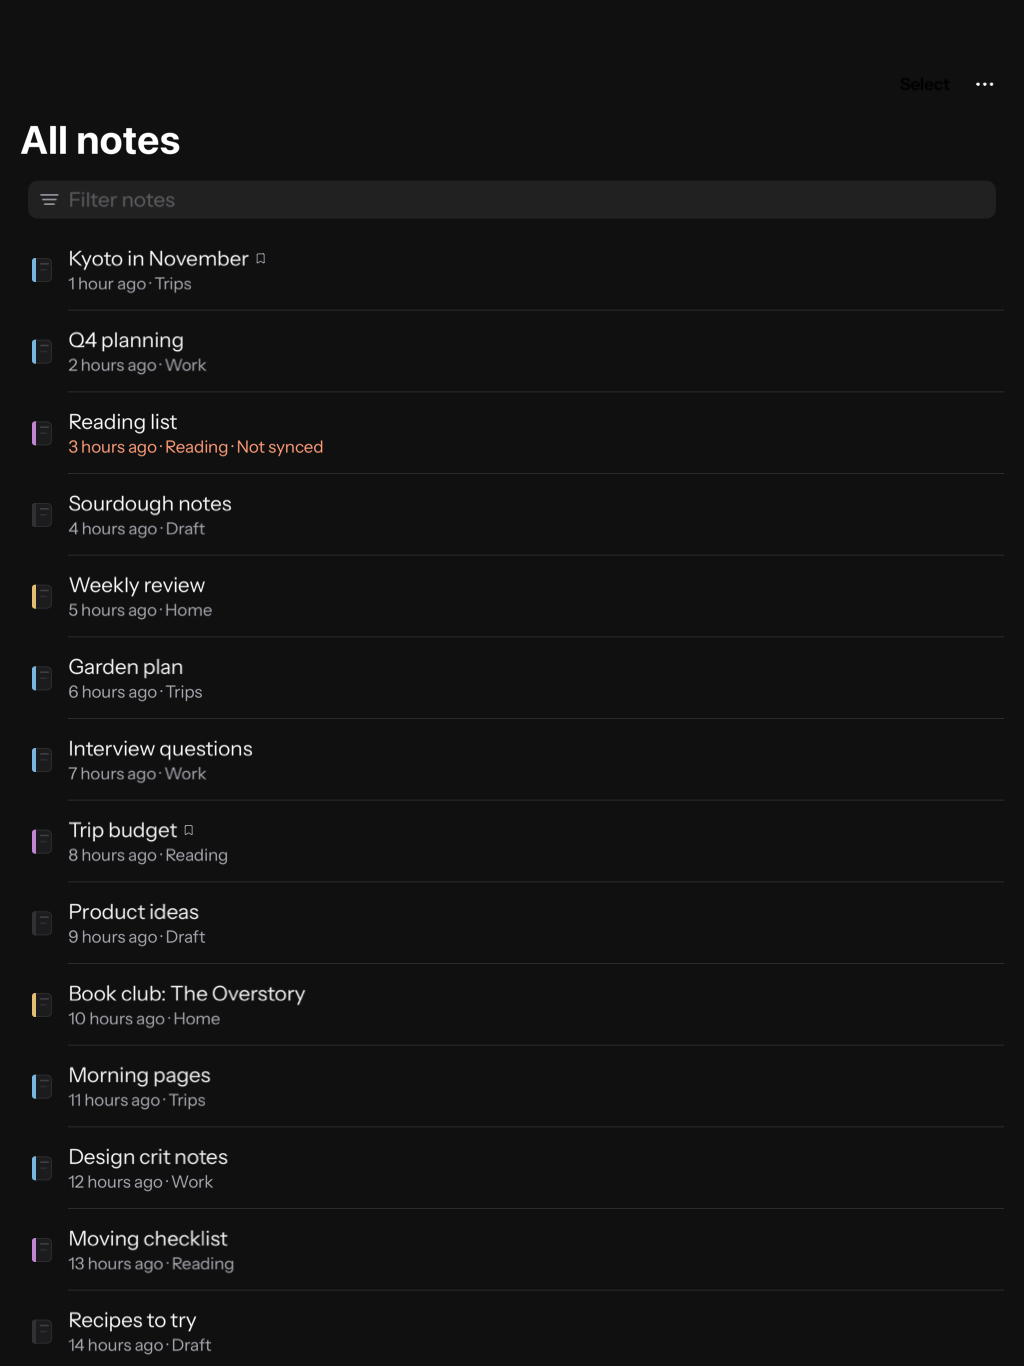 Select
All notes
Filter notes
Kyoto in November
1 hour ago · Trips
Q4 planning
2 hours ago · Work
Reading list
3 hours ago · Reading · Not synced
Sourdough notes
4 hours ago · Draft
Weekly review
5 hours ago · Home
Garden plan
6 hours ago · Trips
Interview questions
7 hours ago · Work
Trip budget
8 hours ago · Reading
Product ideas
9 hours ago · Draft
Book club: The Overstory
10 hours ago · Home
Morning pages
11 hours ago · Trips
Design crit notes
12 hours ago · Work
Moving checklist
13 hours ago · Reading
Recipes to try
14 hours ago · Draft